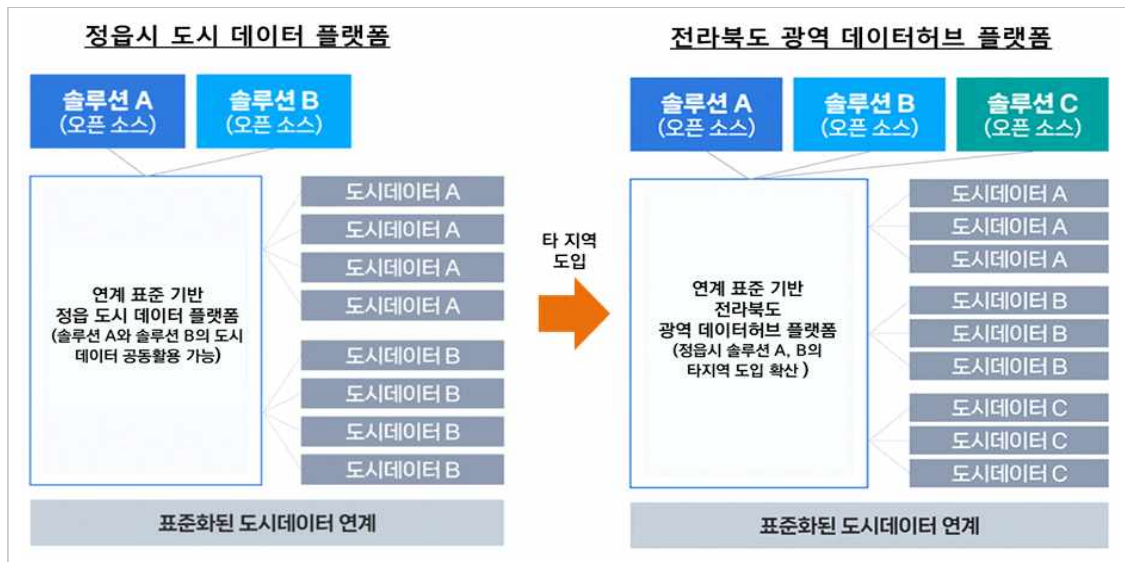 정읍시 도시 데이터 플랫폼
솔루션 A
(오픈 소스)
솔루션 B
(오픈 소스)
연계 표준 기반
정읍 도시 데이터 플랫폼
(솔루션 A와 솔루션 B의 도시
데이터 공동활용 가능)
도시데이터 A
도시데이터 A
도시데이터 A
도시데이터 A
도시데이터 B
도시데이터 B
도시데이터 B
도시데이터 B
표준화된 도시데이터 연계
타 지역
도입
전라북도 광역 데이터허브 플랫폼
솔루션 A
(오픈 소스)
솔루션 B
(오픈 소스)
솔루션 C
(오픈 소스)
연계 표준 기반
전라북도
광역 데이터허브 플랫폼
(정읍시 솔루션 A, B의
타지역 도입 확산 )
도시데이터 A
도시데이터 A
도시데이터 A
도시데이터 B
도시데이터 B
도시데이터 B
도시데이터 C
도시데이터 C
도시데이터 C
표준화된 도시데이터 연계